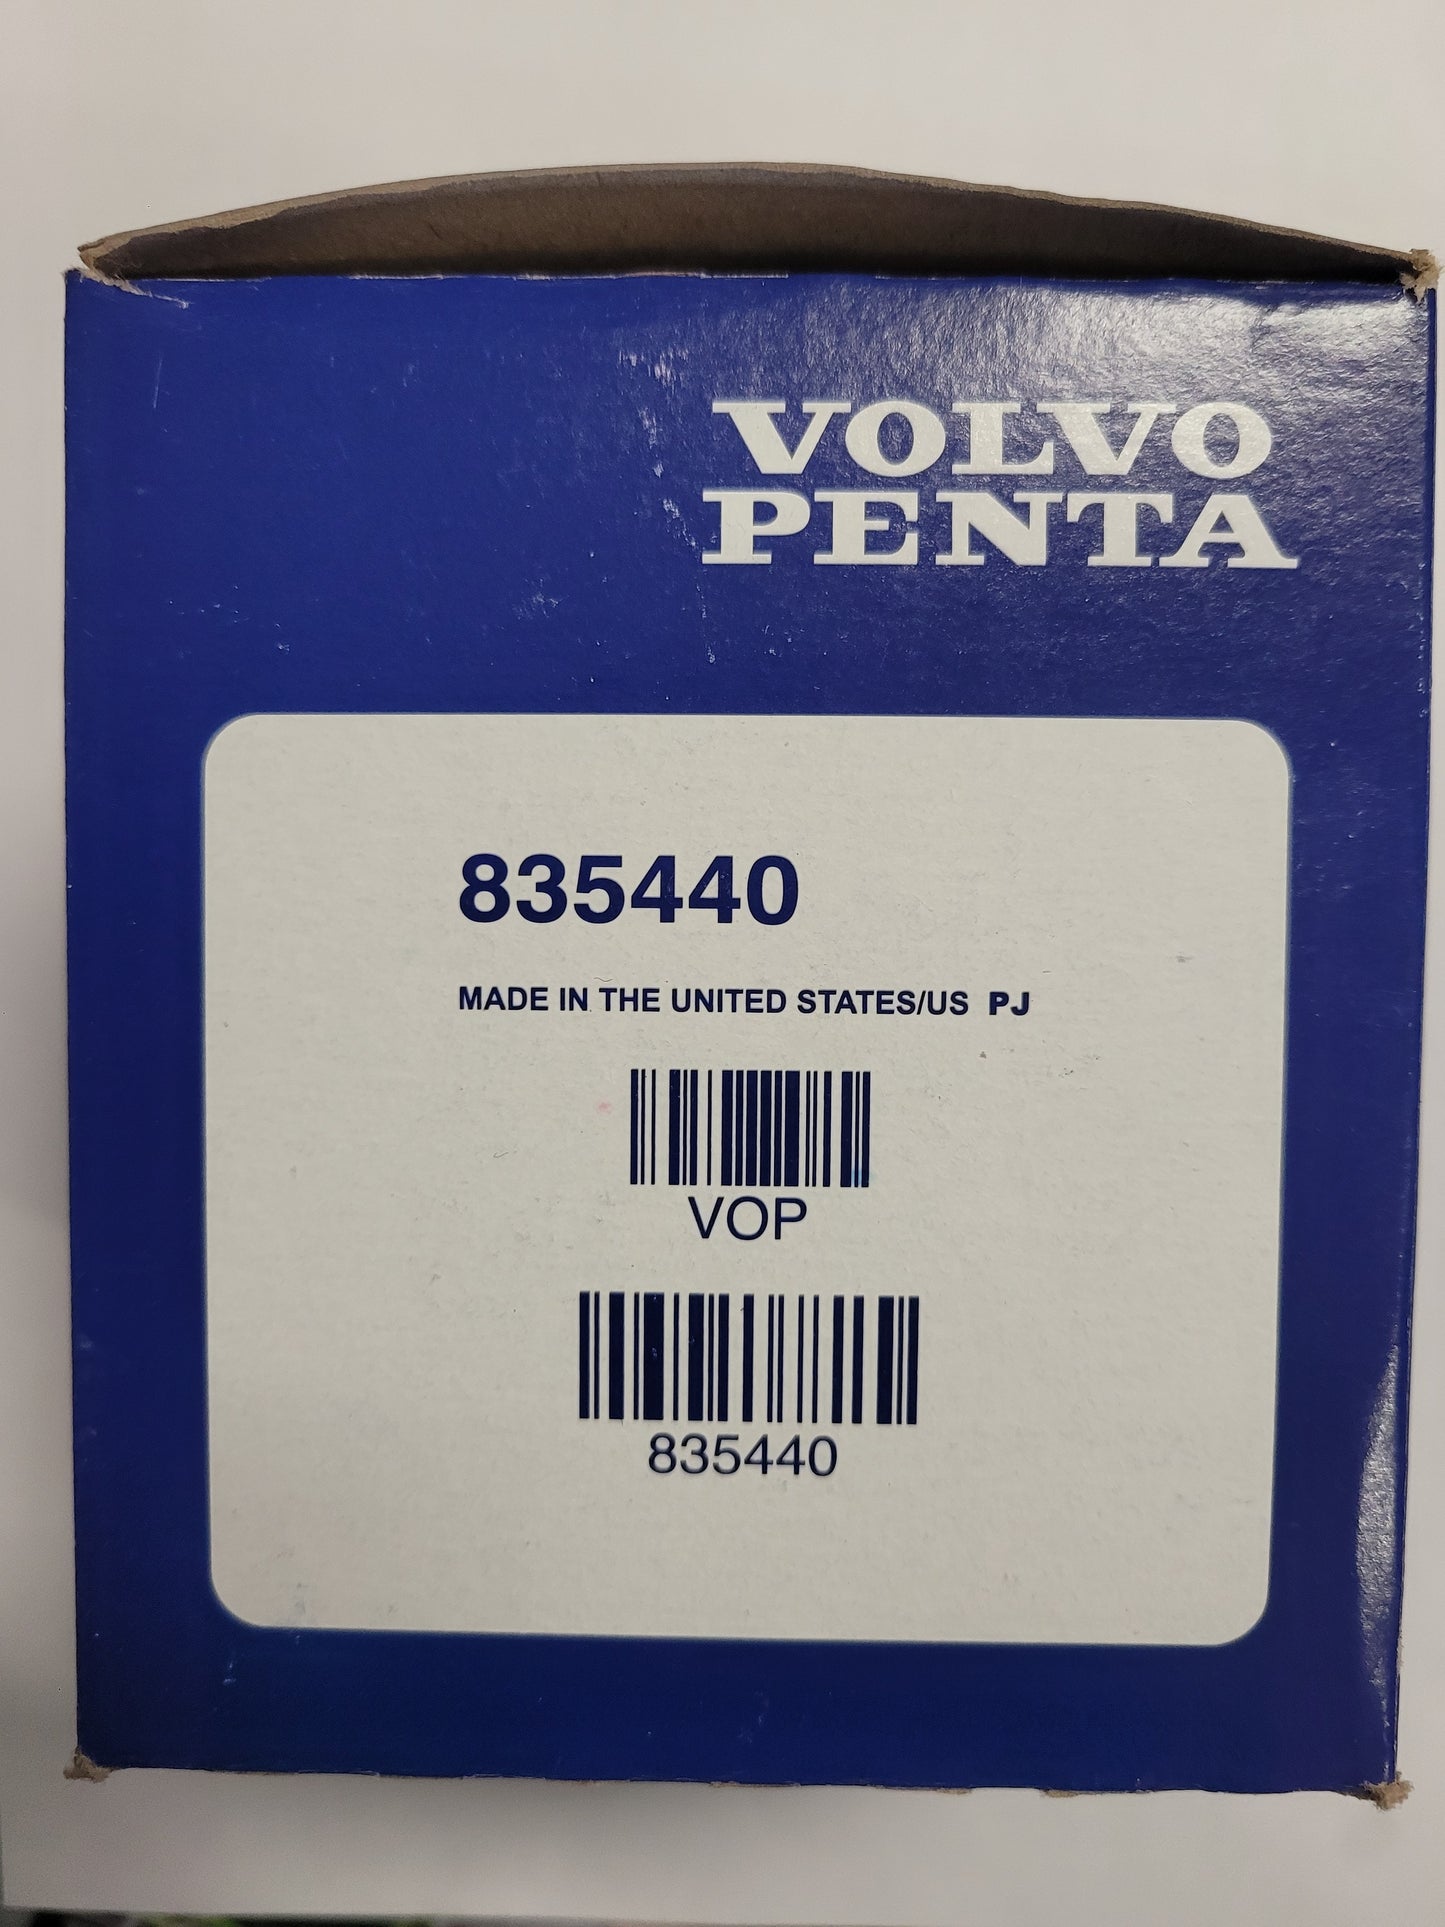 VOLVO
PENTA
835440
MADE IN THE UNITED STATES/US PJ
VOP
835440